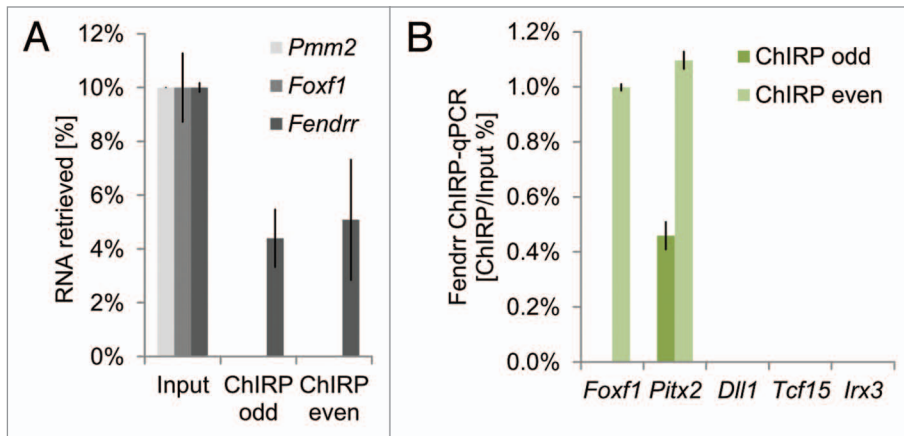 A
RNA retrieved [%]
12%
10%
8%
6%
4%
2%
0%
Pmm2
Foxf1
Fendrr
Input
ChIRP odd
ChIRP even
B
Fendrr ChIRP-qPCR
[ChIRP/Input %]
1.2%
1.0%
0.8%
0.6%
0.4%
0.2%
0.0%
ChIRP odd
ChIRP even
Foxf1 Pitx2 Dll1 Tcf15 Irx3